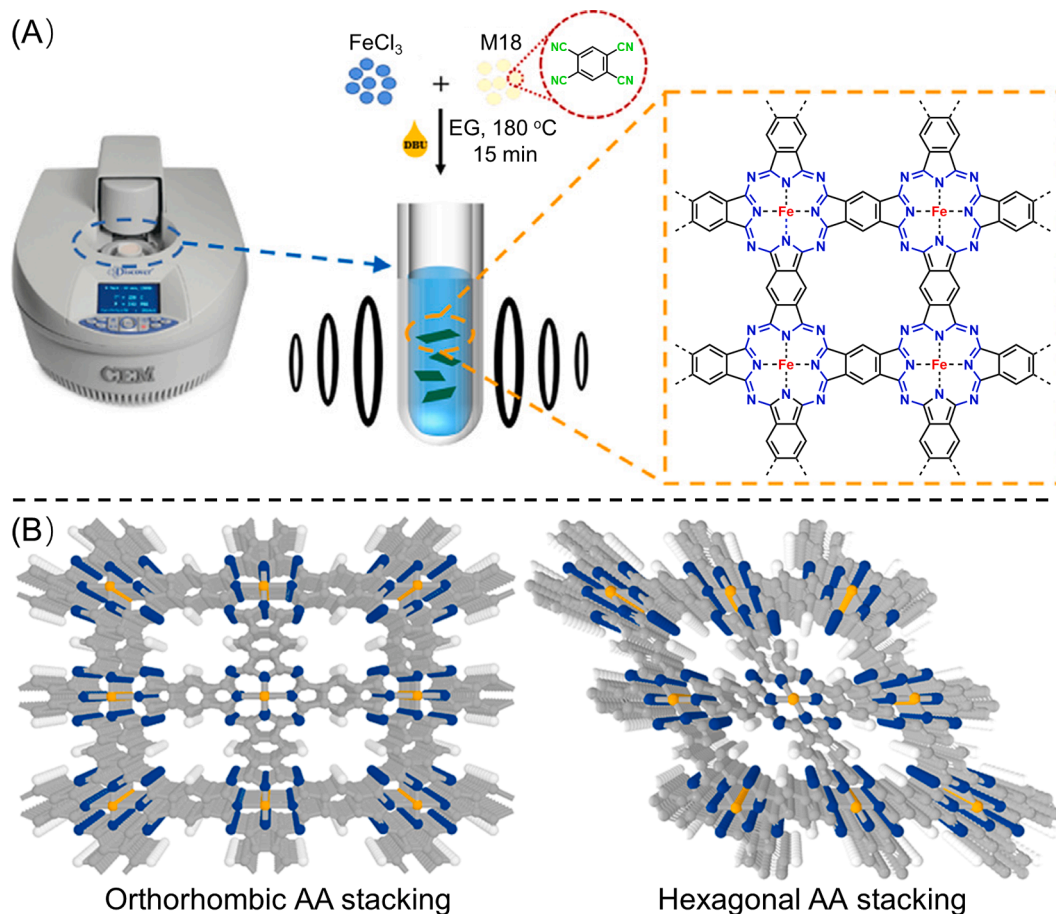 (A)
FeCl3
M18
+
NC
CN
NC
CN
DBU
EG, 180 °C
15 min
Discover
CEM
N N N N N N
N Fe N N Fe N
N N N N N N
N N N N N N
N Fe N N Fe N
N N N N N N
(B)
Orthorhombic AA stacking
Hexagonal AA stacking